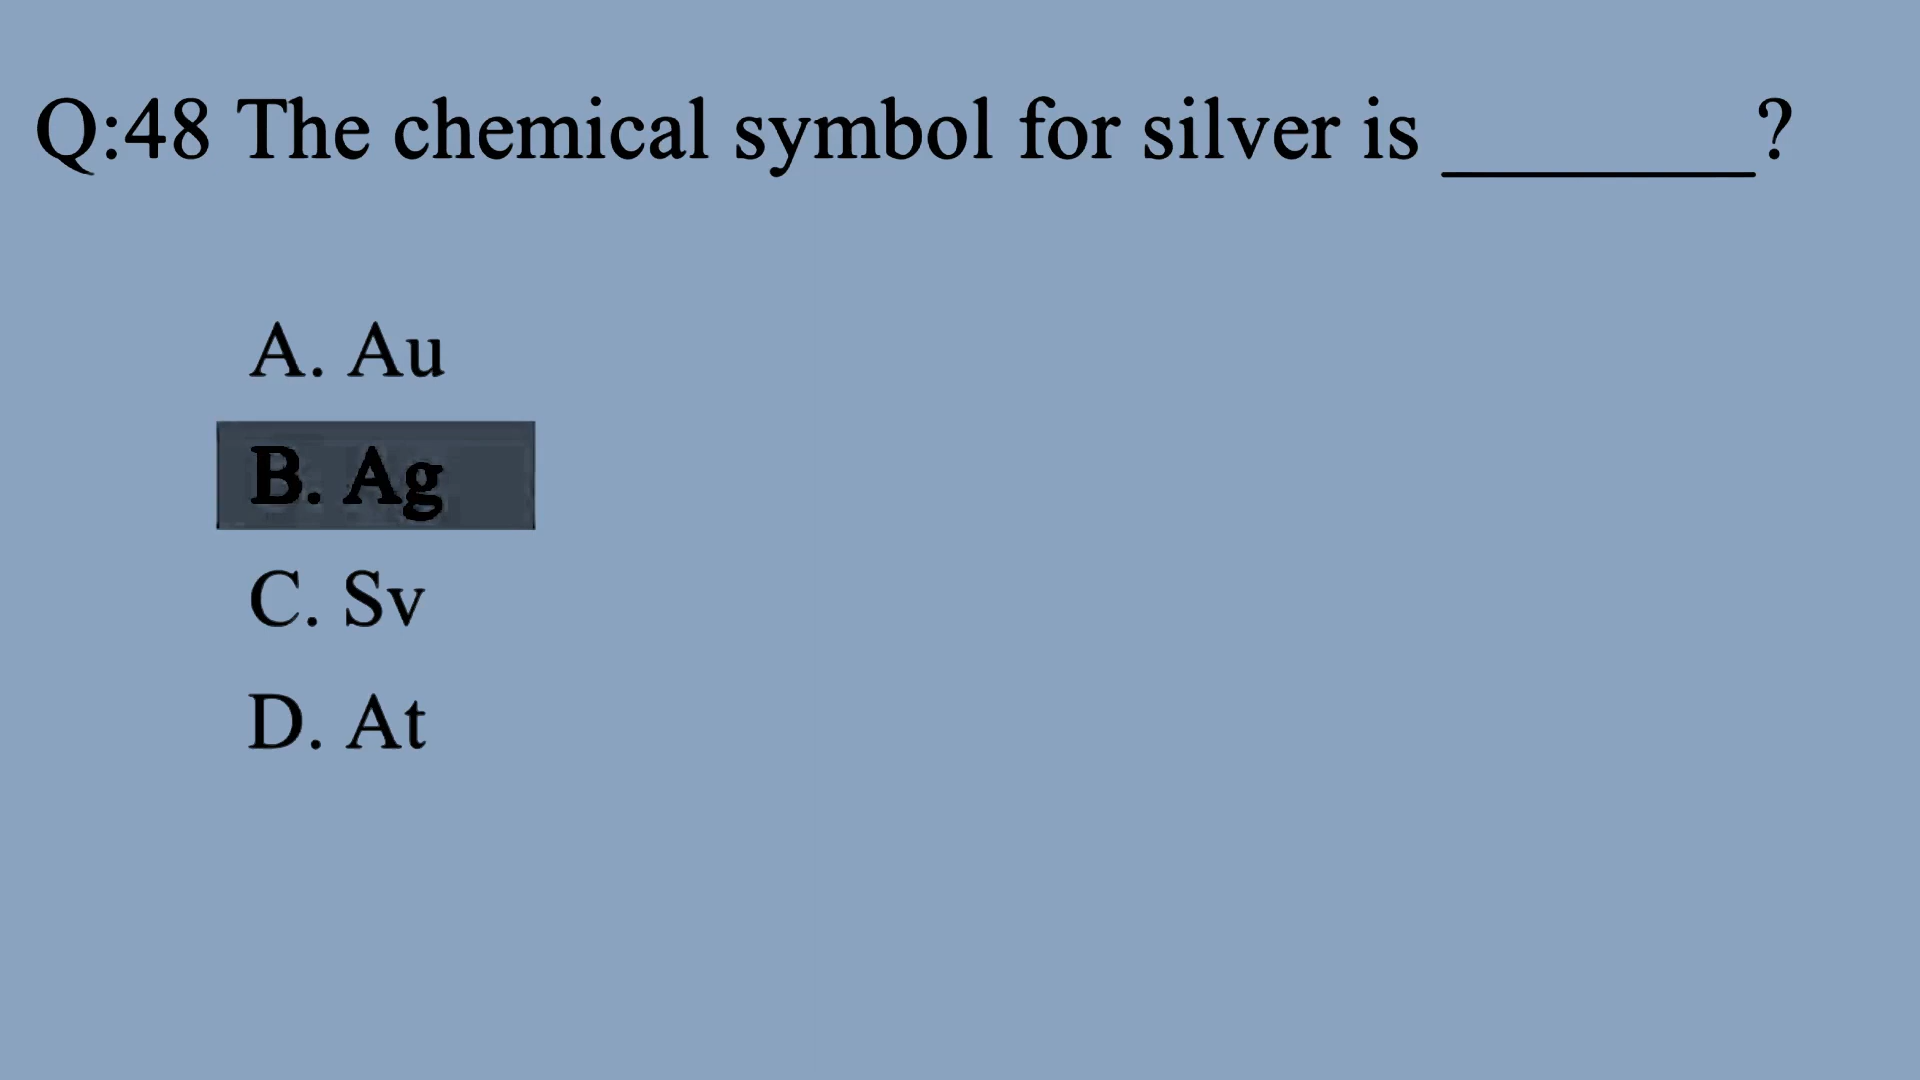 Q:48 The chemical symbol for silver is ________?
A. Au
B. Ag
C. Sv
D. At